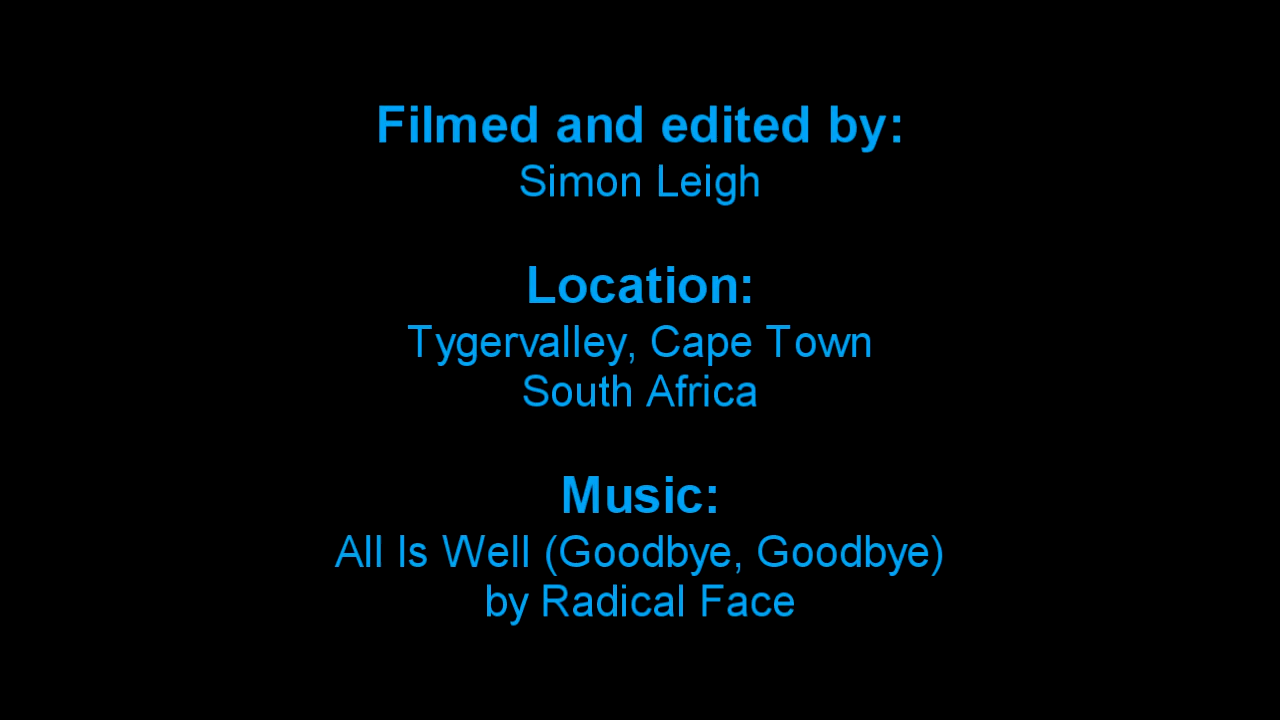 Filmed and edited by:
Simon Leigh
Location:
Tygervalley, Cape Town
South Africa
Music:
All Is Well (Goodbye, Goodbye)
by Radical Face